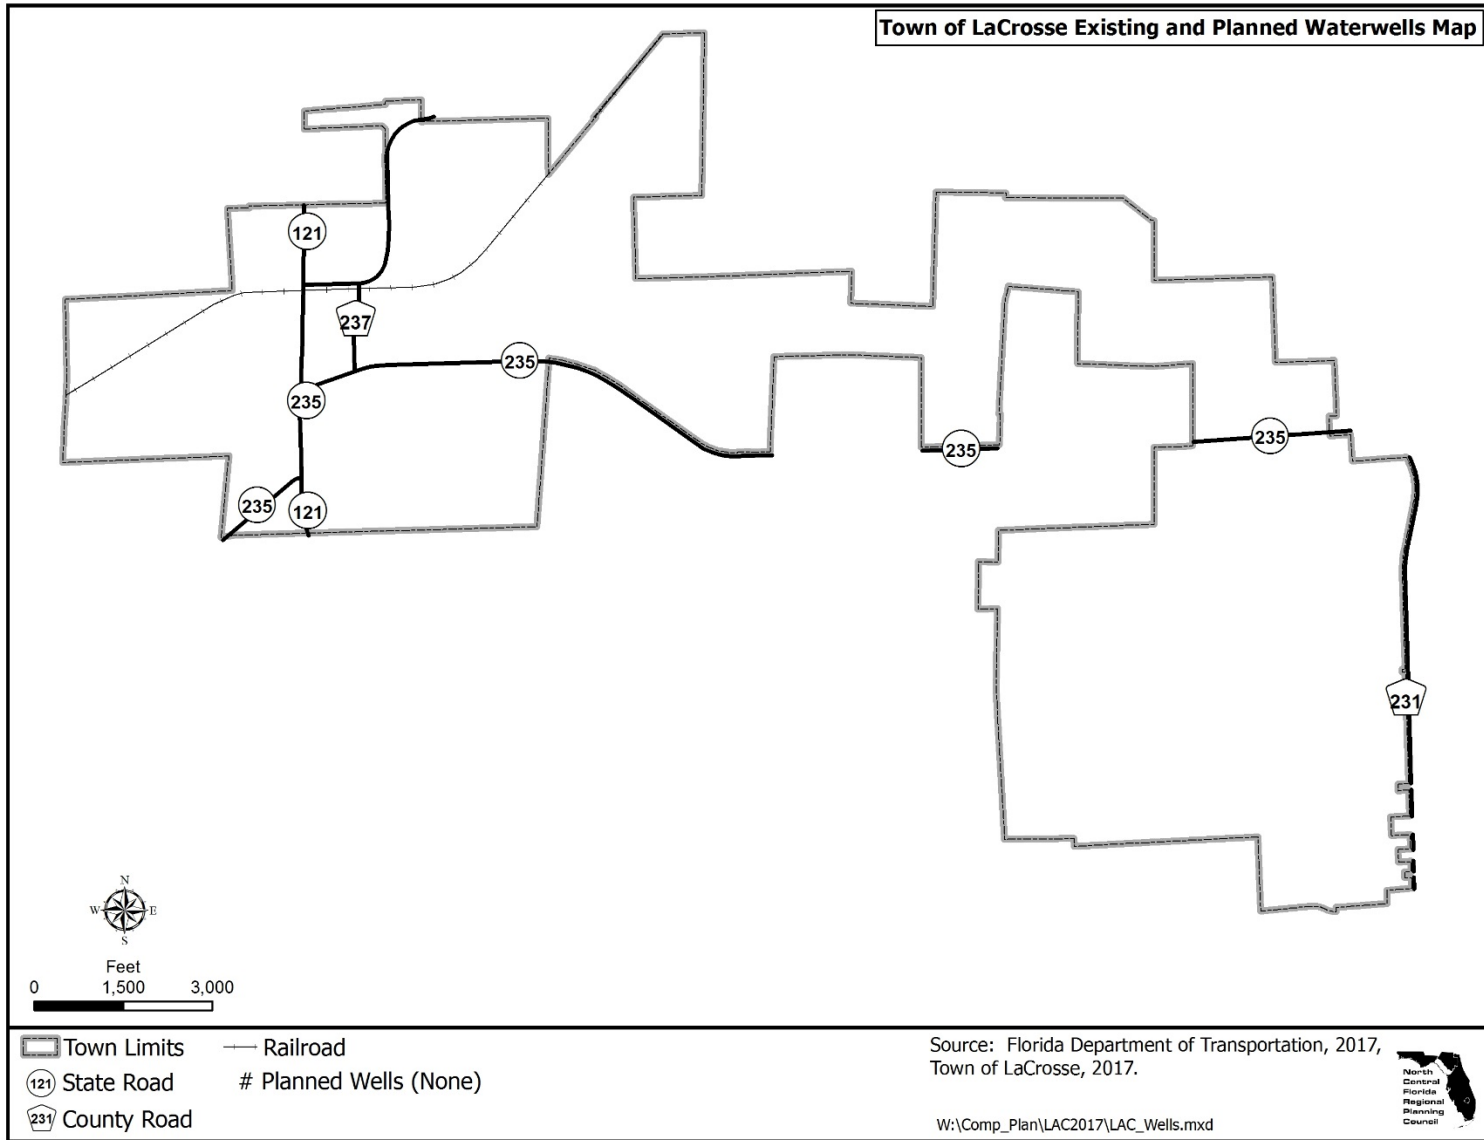 Town of LaCrosse Existing and Planned Waterwells Map
121
237
235
235
235
235
235
121
231
N
W E
S
Feet
0 1,500 3,000
Town Limits
Railroad
121 State Road
# Planned Wells (None)
231 County Road
Source: Florida Department of Transportation, 2017,
Town of LaCrosse, 2017.
W:\Comp_Plan\LAC2017\LAC_Wells.mxd
North
Central
Florida
Regional
Planning
Council